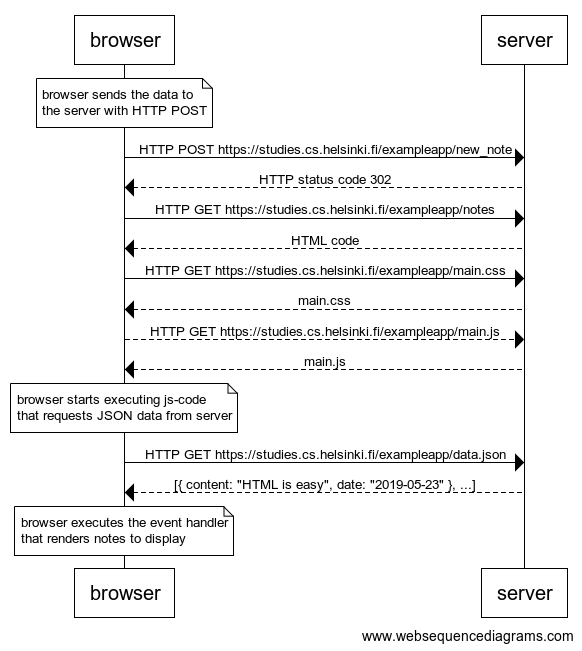 browser
server
browser sends the data to
the server with HTTP POST
HTTP POST https://studies.cs.helsinki.fi/exampleapp/new_note
HTTP status code 302
HTTP GET https://studies.cs.helsinki.fi/exampleapp/notes
HTML code
HTTP GET https://studies.cs.helsinki.fi/exampleapp/main.css
main.css
HTTP GET https://studies.cs.helsinki.fi/exampleapp/main.js
main.js
browser starts executing js-code
that requests JSON data from server
HTTP GET https://studies.cs.helsinki.fi/exampleapp/data.json
[{ content: "HTML is easy", date: "2019-05-23" }, ...]
browser executes the event handler
that renders notes to display
browser
server
www.websequencediagrams.com